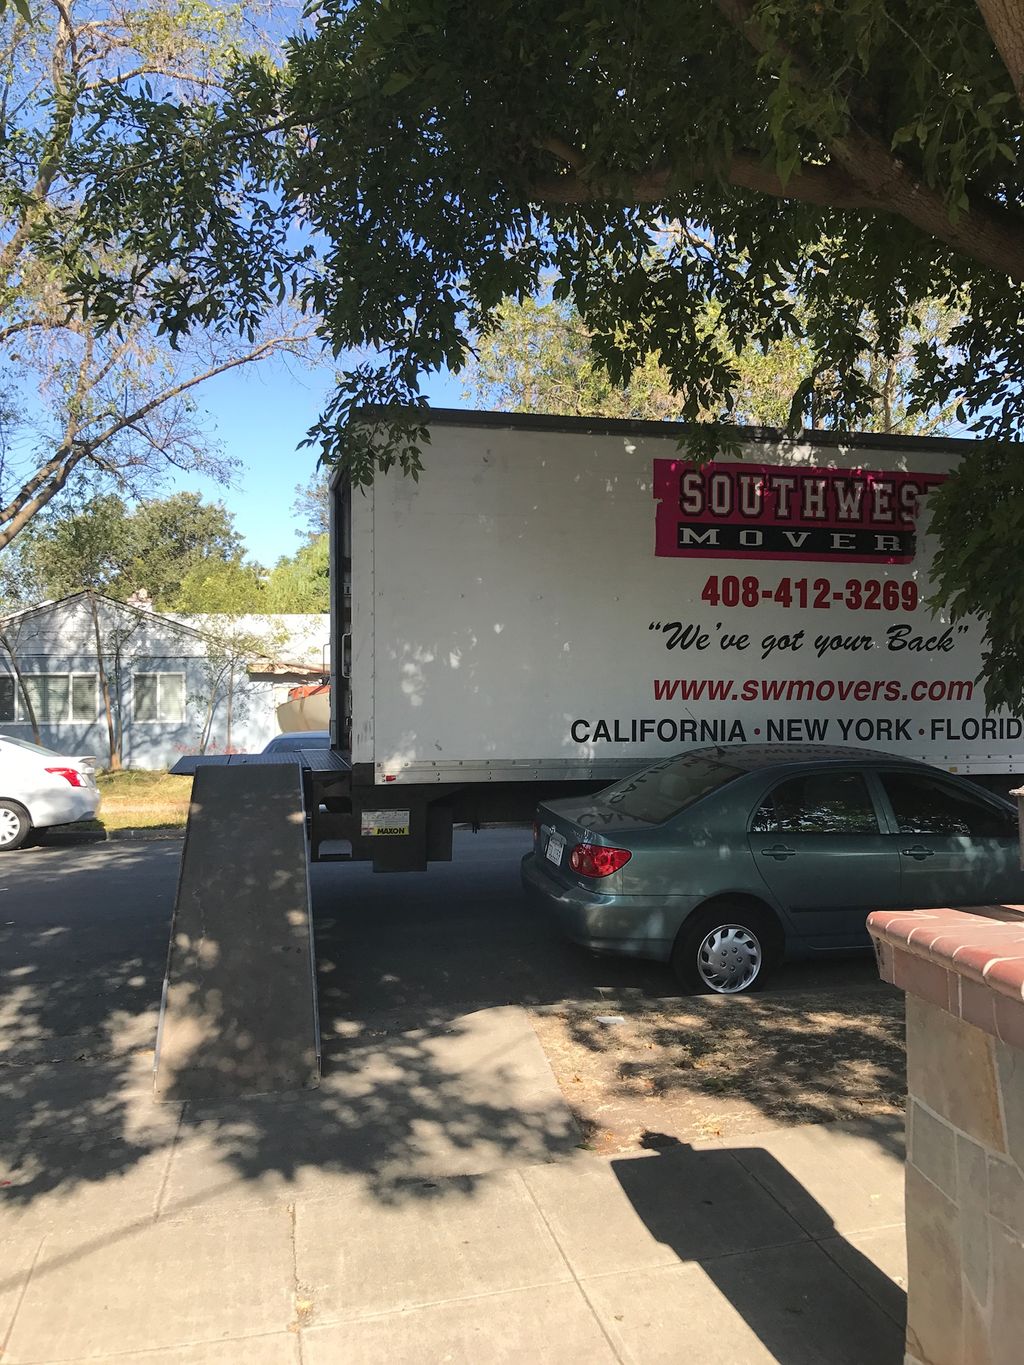 SOUTHWES
MOVER
408-412-3269
"We've got your Back"
www.swmovers.com
CALIFORNIA · NEW YORK · FLORID
MAXON